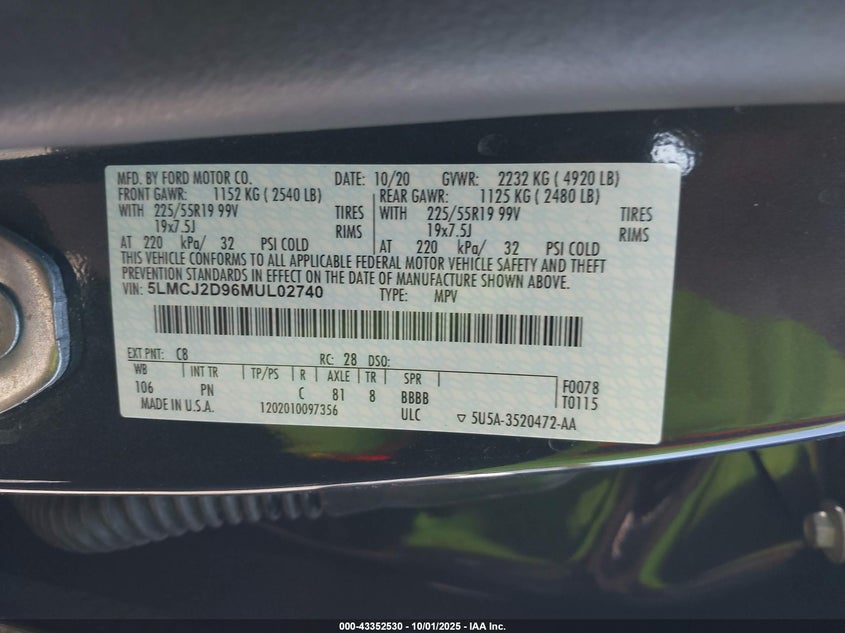 MFD. BY FORD MOTOR CO. DATE: 10/20 GVWR: 2232 KG ( 4920 LB)
FRONT GAWR: 1152 KG ( 2540 LB) REAR GAWR: 1125 KG ( 2480 LB)
WITH 225/55R19 99V TIRES WITH 225/55R19 99V TIRES
19x7.5J RIMS 19x7.5J RIMS
AT 220 kPa/ 32 PSI COLD AT 220 kPa/ 32 PSI COLD
THIS VEHICLE CONFORMS TO ALL APPLICABLE FEDERAL MOTOR VEHICLE SAFETY AND THEFT
PREVENTION STANDARDS IN EFFECT ON THE DATE OF MANUFACTURE SHOWN ABOVE.
VIN: 5LMCJ2D96MUL02740 TYPE: MPV
EXT PNT: C8 RC: 28 DSO:
WB INT TR TP/PS R AXLE TR SPR F0078
106 PN C 81 8 BBBB T0115
MADE IN U.S.A. 1202010097356 ULC ▽ 5U5A-3520472-AA
000-43352530 - 10/01/2025 - IAA Inc.